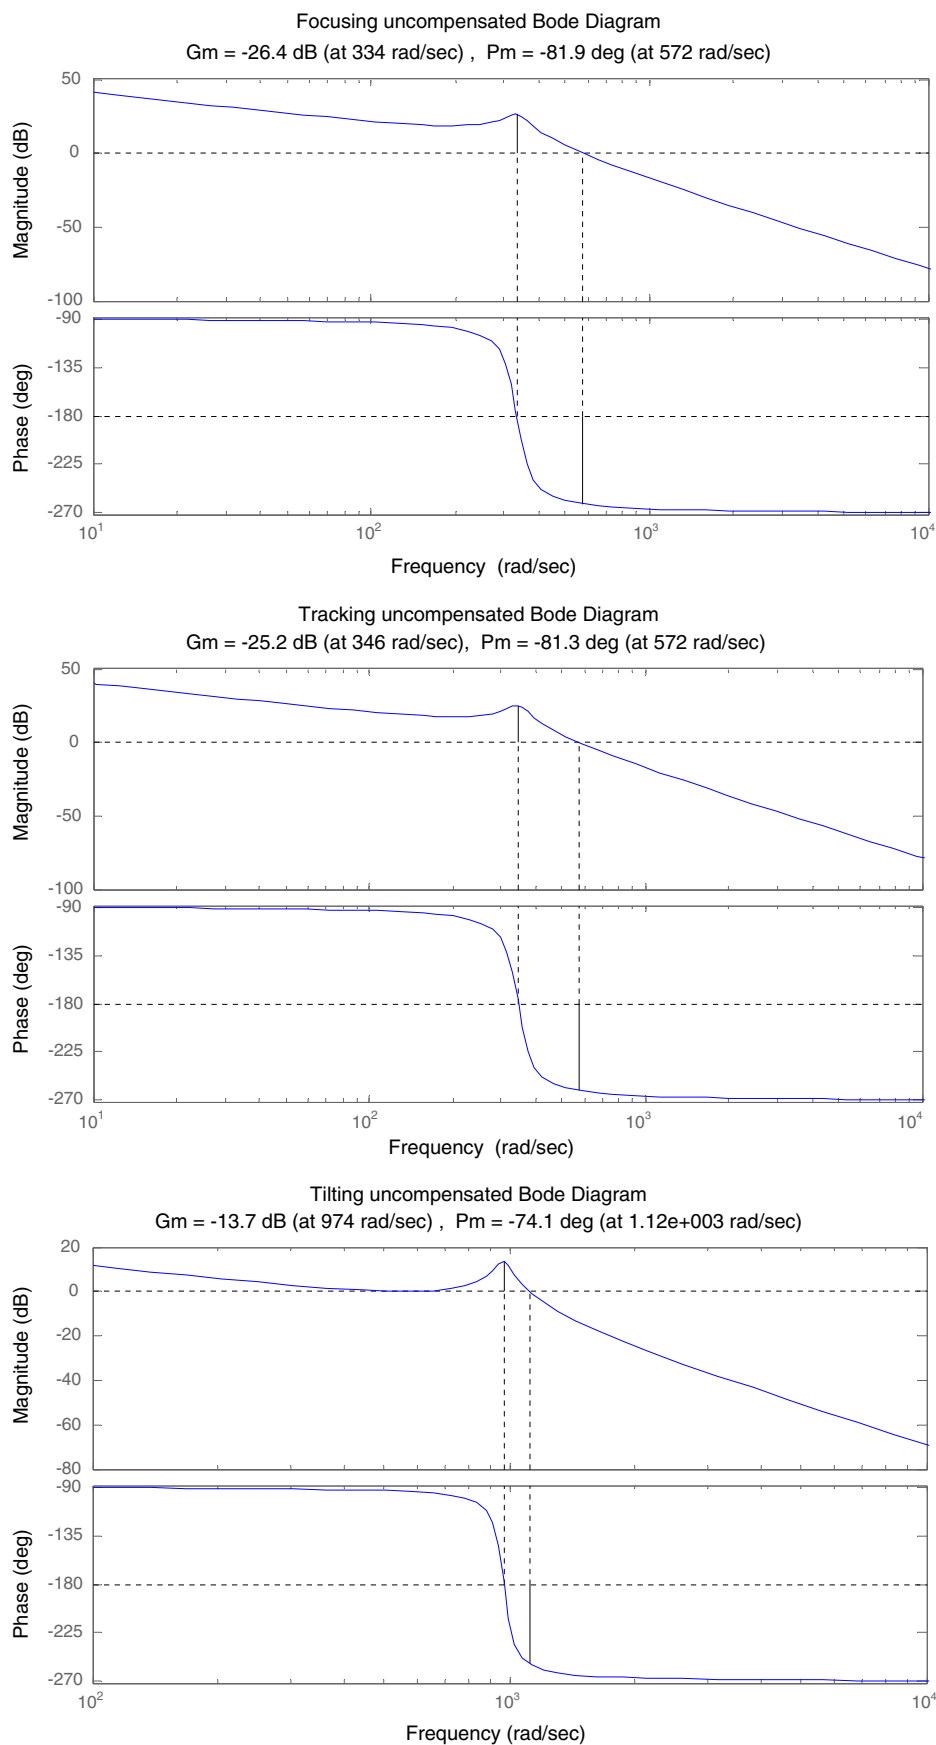 Focusing uncompensated Bode Diagram
Gm = -26.4 dB (at 334 rad/sec) , Pm = -81.9 deg (at 572 rad/sec)
50
0
-50
-100
Magnitude (dB)
-90
-135
-180
-225
-270
Phase (deg)
10^1
10^2
10^3
10^4
Frequency (rad/sec)
Tracking uncompensated Bode Diagram
Gm = -25.2 dB (at 346 rad/sec), Pm = -81.3 deg (at 572 rad/sec)
50
0
-50
-100
Magnitude (dB)
-90
-135
-180
-225
-270
Phase (deg)
10^1
10^2
10^3
10^4
Frequency (rad/sec)
Tilting uncompensated Bode Diagram
Gm = -13.7 dB (at 974 rad/sec) , Pm = -74.1 deg (at 1.12e+003 rad/sec)
20
0
-20
-40
-60
-80
Magnitude (dB)
-90
-135
-180
-225
-270
Phase (deg)
10^2
10^3
10^4
Frequency (rad/sec)